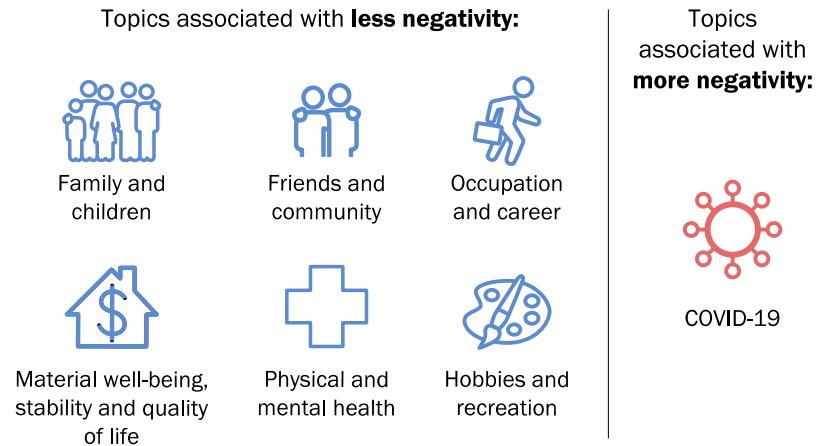 Topics associated with less negativity:
Family and
children
Friends and
community
Occupation
and career
$
Material well-being,
stability and quality
of life
Physical and
mental health
Hobbies and
recreation
Topics
associated with
more negativity:
COVID-19